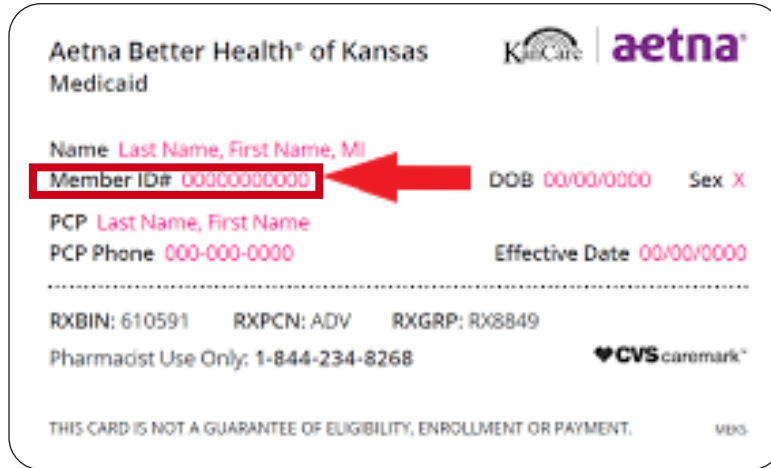 Aetna Better Health® of Kansas
KanCare aetna®
Medicaid
Name Last Name, First Name, MI
Member ID# 00000000000 DOB 00/00/0000 Sex X
PCP Last Name, First Name
PCP Phone 000-000-0000 Effective Date 00/00/0000
RXBIN: 610591 RXPCN: ADV RXGRP: RX8849
Pharmacist Use Only: 1-844-234-8268 CVS caremark™
THIS CARD IS NOT A GUARANTEE OF ELIGIBILITY, ENROLLMENT OR PAYMENT.